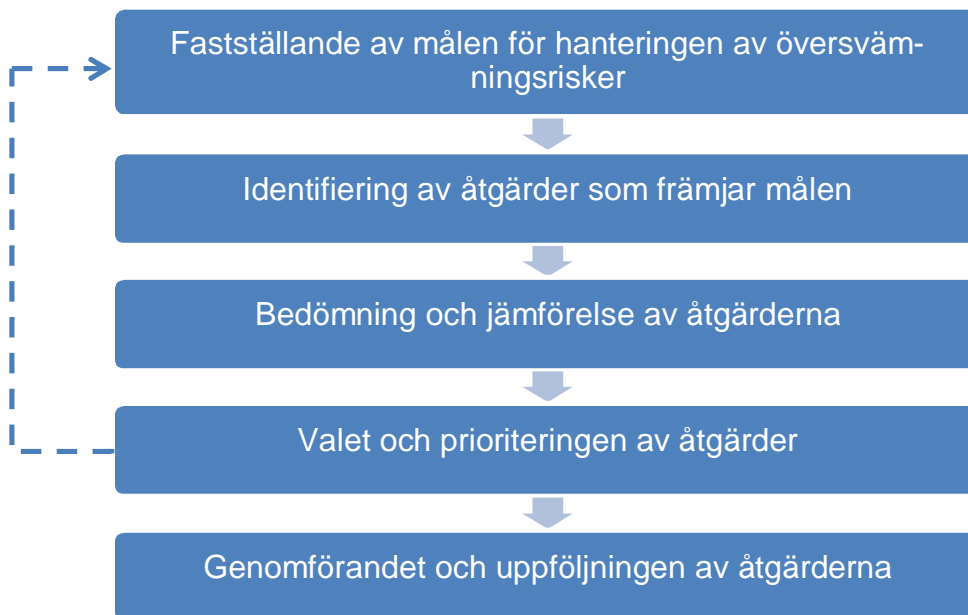 Fastställande av målen för hanteringen av översväm-
ningsrisker
Identifiering av åtgärder som främjar målen
Bedömning och jämförelse av åtgärderna
Valet och prioriteringen av åtgärder
Genomförandet och uppföljningen av åtgärderna